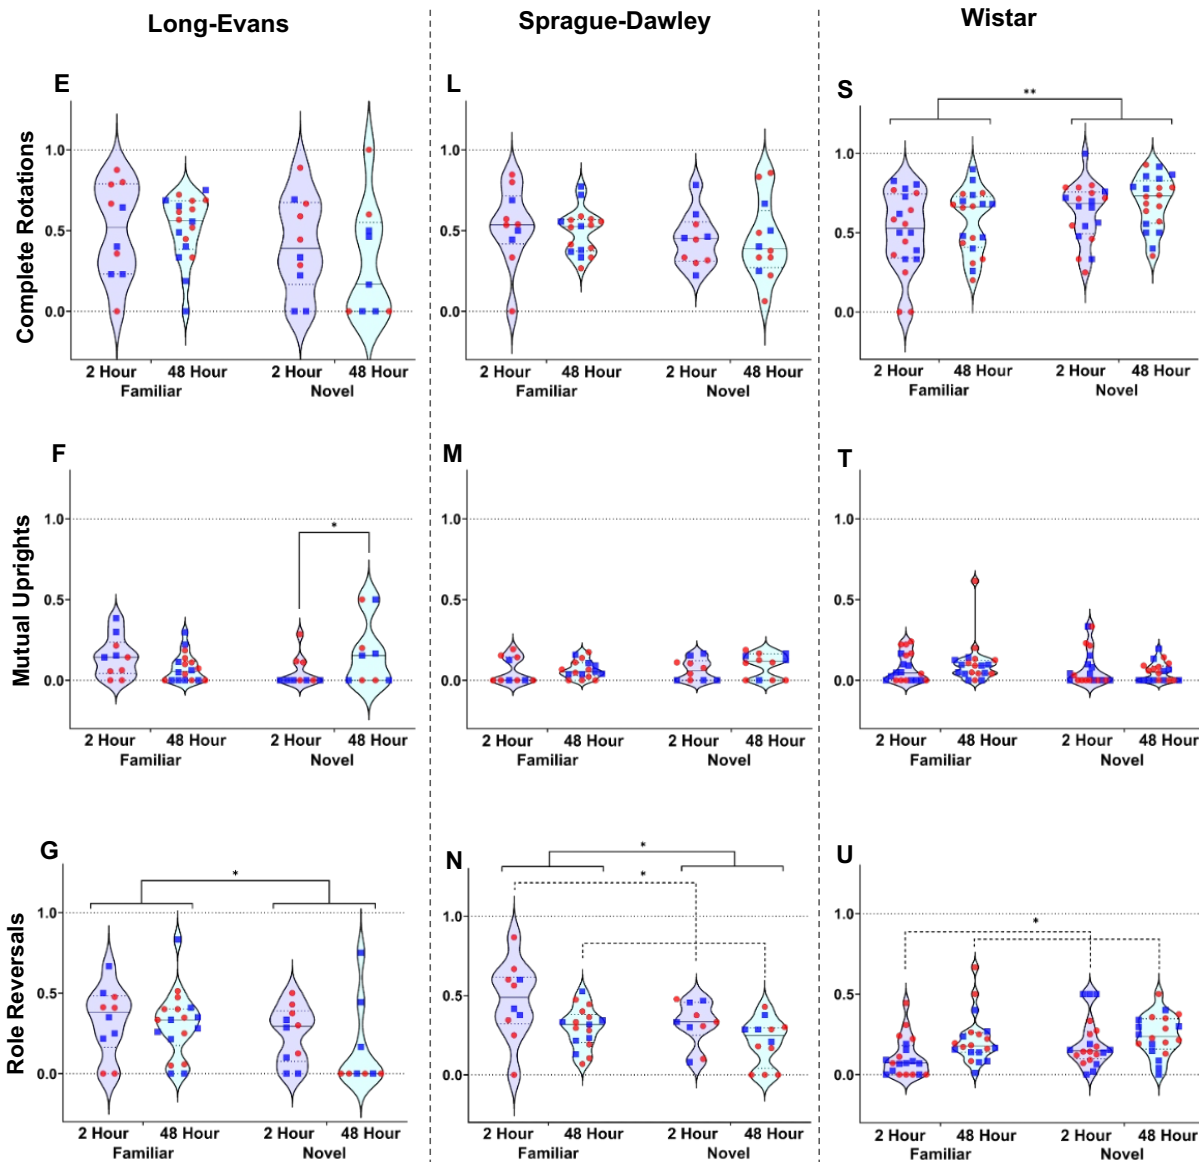 Long-Evans
Sprague-Dawley
Wistar
E
L
S
Complete Rotations
1.0
0.5
0.0
1.0
0.5
0.0
**
1.0
0.5
0.0
2 Hour 48 Hour 2 Hour 48 Hour
Familiar Novel
2 Hour 48 Hour 2 Hour 48 Hour
Familiar Novel
2 Hour 48 Hour 2 Hour 48 Hour
Familiar Novel
F
M
T
Mutual Uprights
1.0
0.5
0.0
*
1.0
0.5
0.0
1.0
0.5
0.0
2 Hour 48 Hour 2 Hour 48 Hour
Familiar Novel
2 Hour 48 Hour 2 Hour 48 Hour
Familiar Novel
2 Hour 48 Hour 2 Hour 48 Hour
Familiar Novel
G
N
U
Role Reversals
*
1.0
0.5
0.0
*
*
1.0
0.5
0.0
*
1.0
0.5
0.0
2 Hour 48 Hour 2 Hour 48 Hour
Familiar Novel
2 Hour 48 Hour 2 Hour 48 Hour
Familiar Novel
2 Hour 48 Hour 2 Hour 48 Hour
Familiar Novel